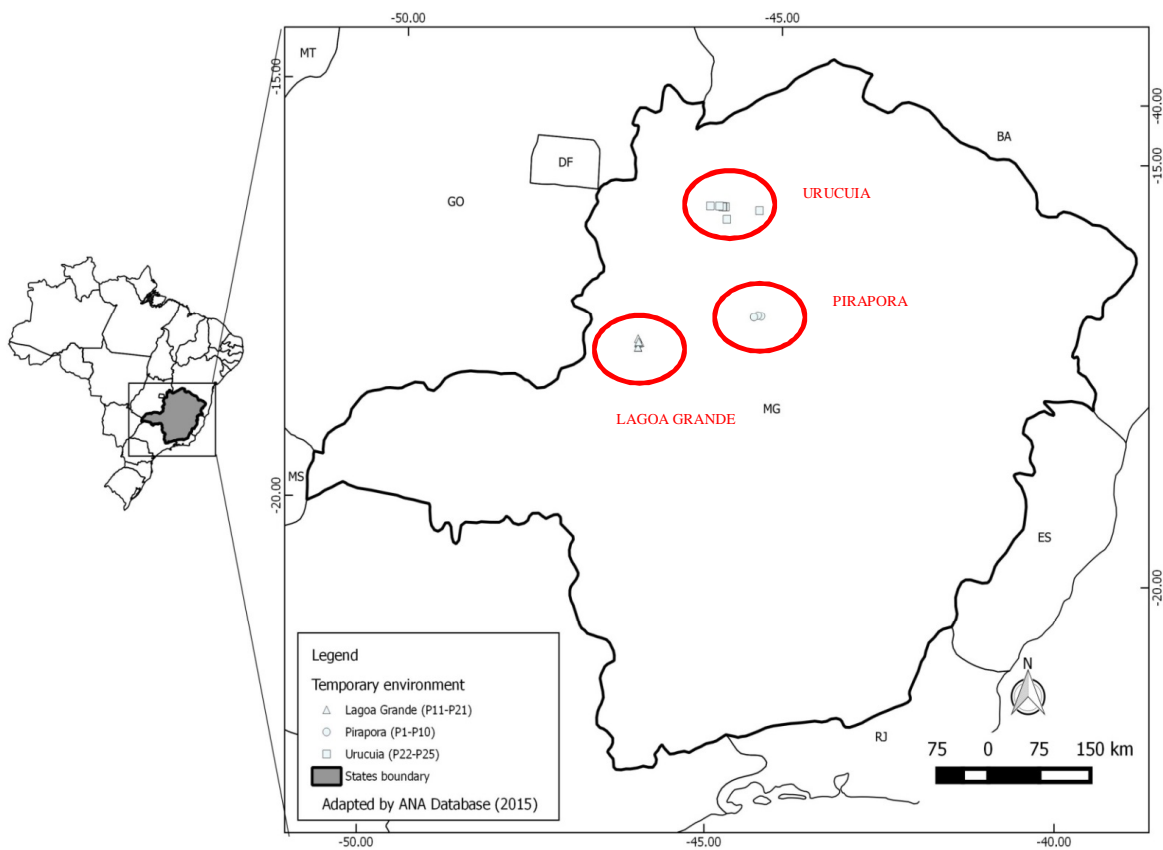 -50.00
-45.00
MT
-15.00
-40.00
BA
DF
-15.00
URUCUIA
GO
PIRAPORA
LAGOA GRANDE
MG
MS
-20.00
ES
-20.00
Legend
Temporary environment
Lagoa Grande (P11-P21)
Pirapora (P1-P10)
Urucuia (P22-P25)
States boundary
Adapted by ANA Database (2015)
N
RJ
75 0 75 150 km
-50.00
-45.00
-40.00